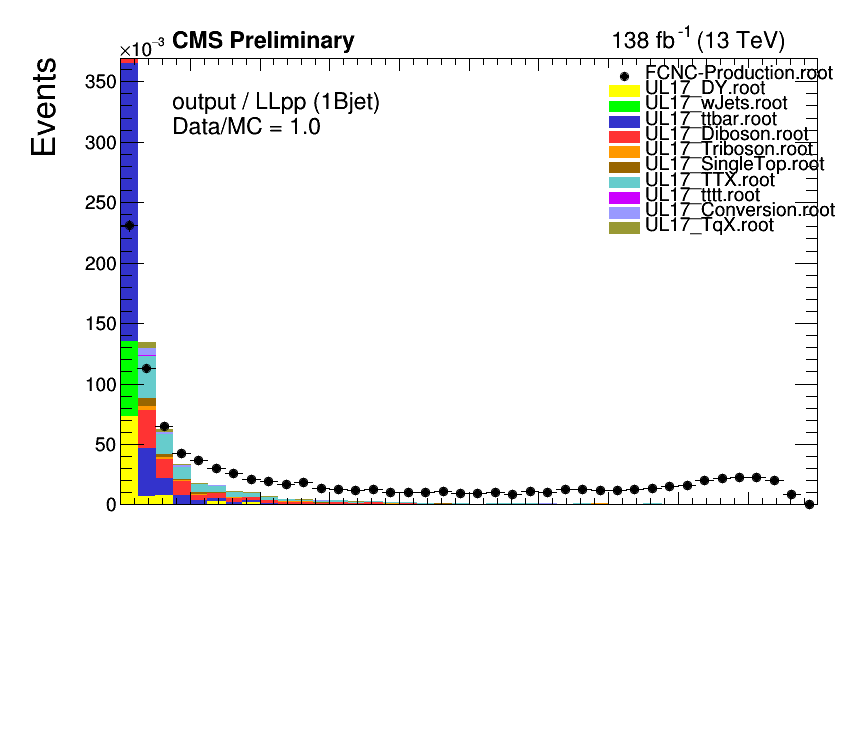 ×10⁻³ CMS Preliminary 138 fb⁻¹ (13 TeV)
Events
350
300
250
200
150
100
50
0
output / LLpp (1Bjet)
Data/MC = 1.0
FCNC-Production.root
UL17_DY.root
UL17_wJets.root
UL17_ttbar.root
UL17_Diboson.root
UL17_Triboson.root
UL17_SingleTop.root
UL17_TTX.root
UL17_tttt.root
UL17_Conversion.root
UL17_TqX.root